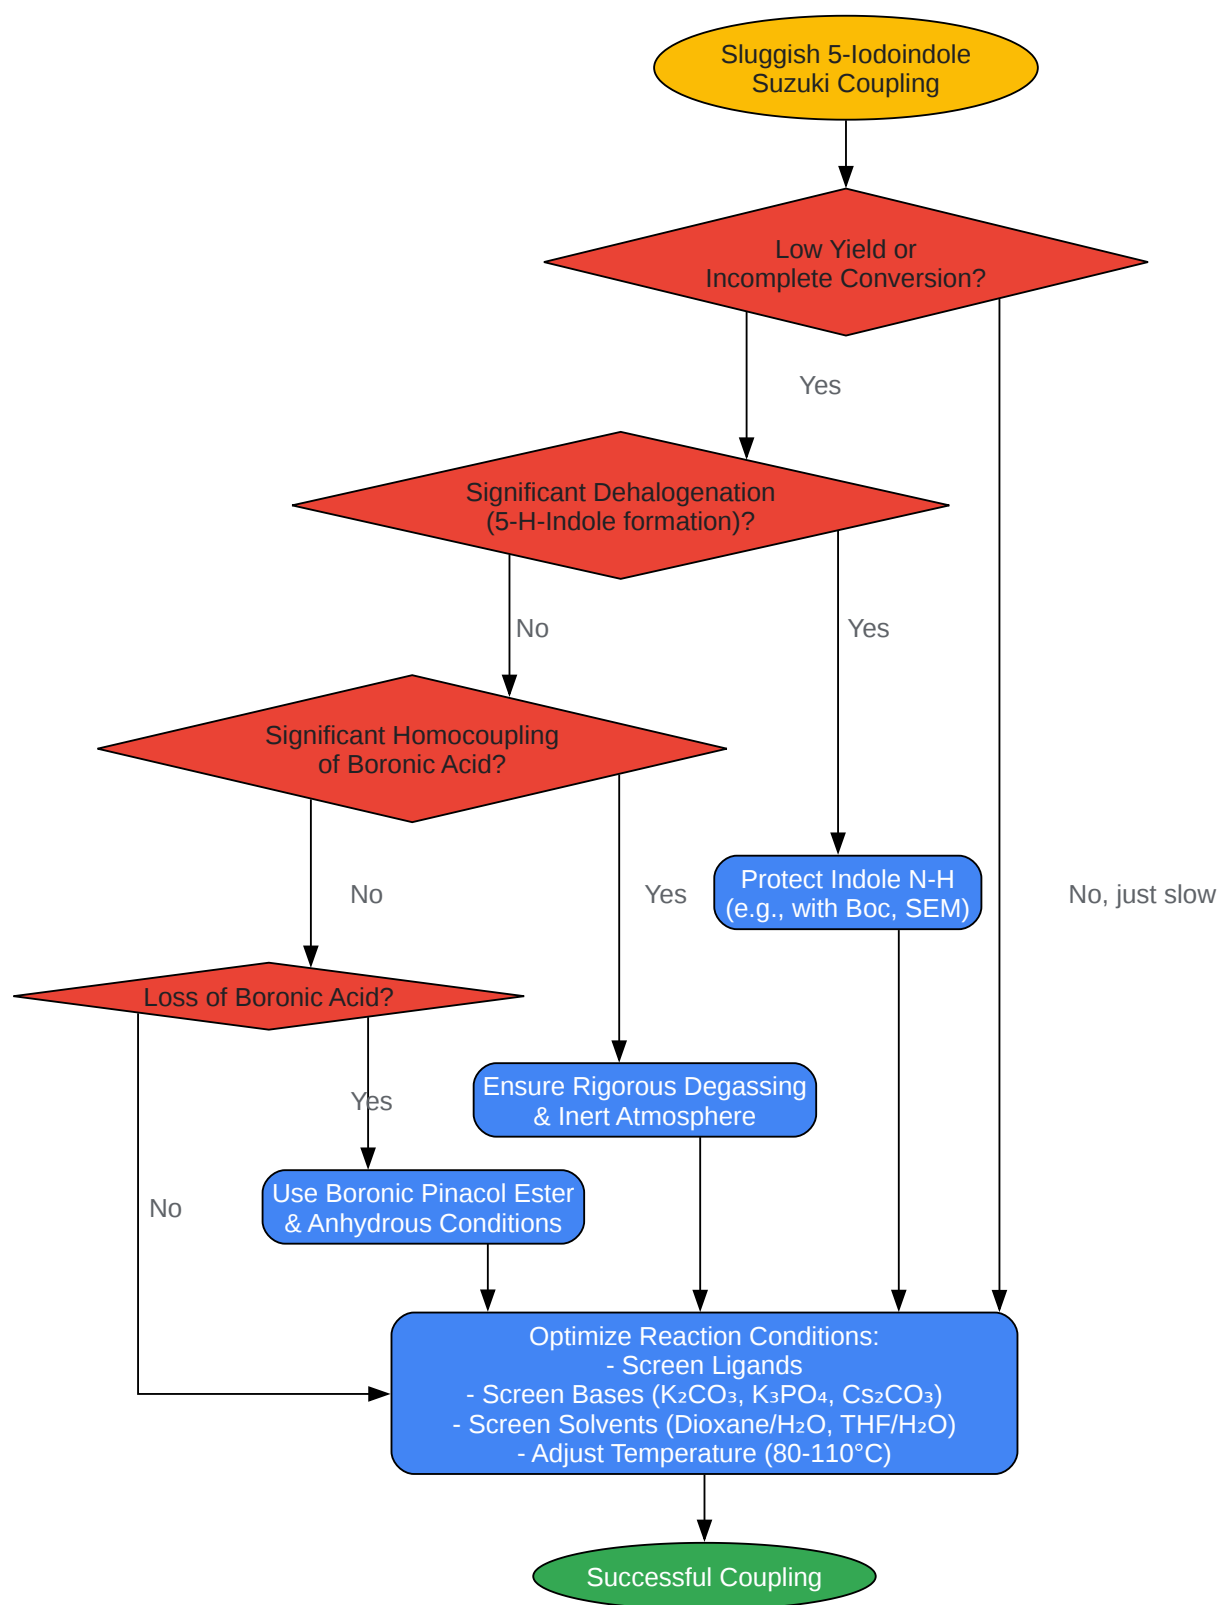 Sluggish 5-Iodoindole
Suzuki Coupling
Low Yield or
Incomplete Conversion?
Yes
Significant Dehalogenation
(5-H-Indole formation)?
No
Yes
Significant Homocoupling
of Boronic Acid?
Protect Indole N-H
(e.g., with Boc, SEM)
No
Yes
No, just slow
Loss of Boronic Acid?
Ensure Rigorous Degassing
& Inert Atmosphere
Yes
Use Boronic Pinacol Ester
& Anhydrous Conditions
No
Optimize Reaction Conditions:
- Screen Ligands
- Screen Bases (K₂CO₃, K₃PO₄, Cs₂CO₃)
- Screen Solvents (Dioxane/H₂O, THF/H₂O)
- Adjust Temperature (80-110°C)
Successful Coupling